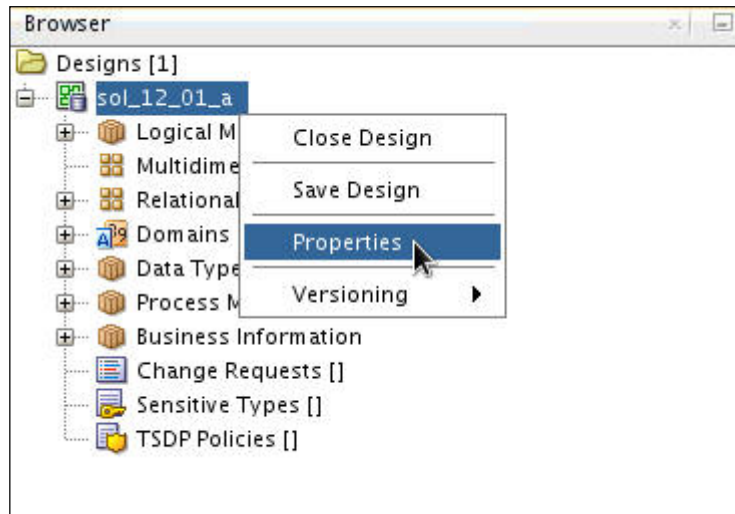 Browser
Designs [1]
sol_12_01_a
Logical M
Close Design
Multidime
Save Design
Relational
Domains
Properties
Data Type
Process M
Versioning
Business Information
Change Requests []
Sensitive Types []
TSDP Policies []